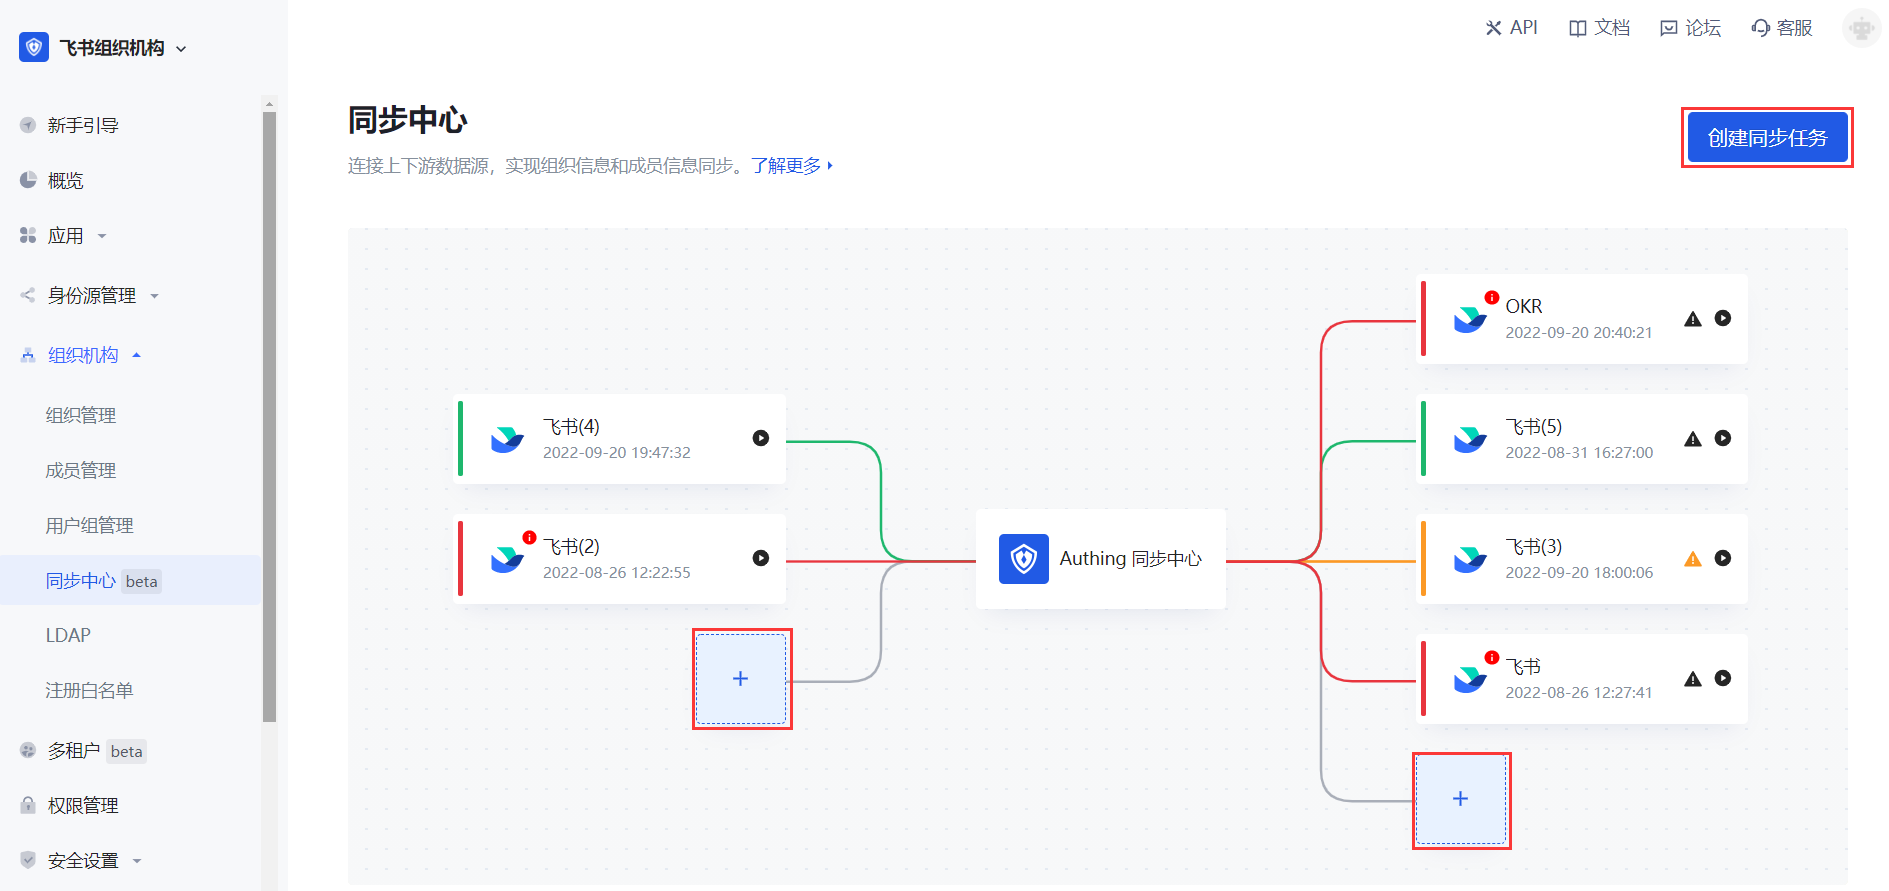 飞书组织机构
API
文档
论坛
客服
新手引导
概览
应用
身份源管理
组织机构
组织管理
成员管理
用户组管理
同步中心 beta
LDAP
注册白名单
多租户 beta
权限管理
安全设置
同步中心
连接上下游数据源，实现组织信息和成员信息同步。了解更多
创建同步任务
飞书(4)
2022-09-20 19:47:32
飞书(2)
2022-08-26 12:22:55
Authing 同步中心
OKR
2022-09-20 20:40:21
飞书(5)
2022-08-31 16:27:00
飞书(3)
2022-09-20 18:00:06
飞书
2022-08-26 12:27:41